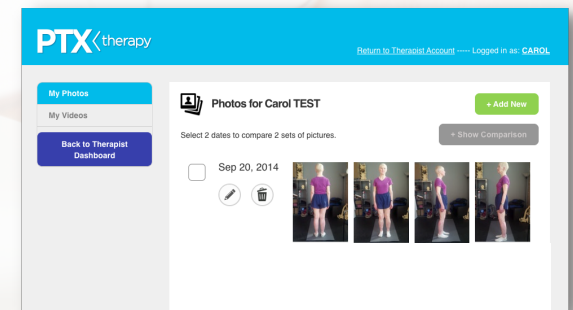 PTX therapy
Return to Therapist Account ----- Logged in as: CAROL
My Photos
My Videos
Back to Therapist
Dashboard
Photos for Carol TEST
+ Add New
Select 2 dates to compare 2 sets of pictures.
+ Show Comparison
Sep 20, 2014